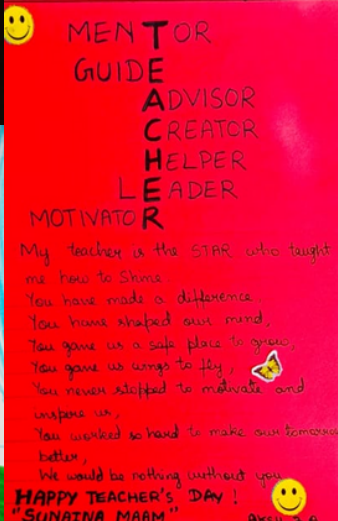 MENTOR
GUIDE
ADVISOR
CREATOR
HELPER
LEADER
MOTIVATOR
My teacher is the STAR who taught
me how to Shine.
You have made a difference.
You have shaped our mind,
You gave us a safe place to grow,
You gave us wings to fly,
You never stopped to motivate and
inspire us,
You worked so hard to make our tomorrow
better,
We would be nothing without you
HAPPY TEACHER'S DAY !
"SUNAINA MAAM"